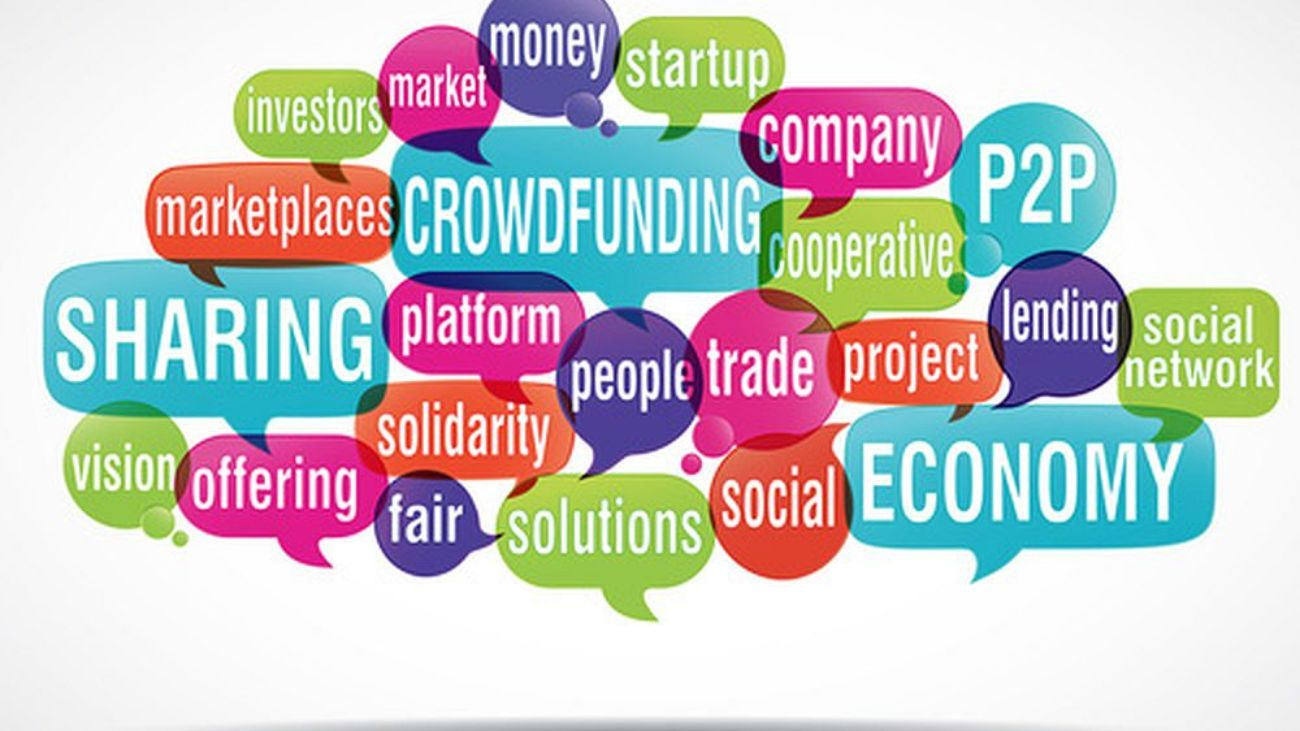 money
startup
market
investors
company
P2P
marketplaces
CROWDFUNDING
cooperative
SHARING
platform
lending
social
network
people
trade
project
solidarity
vision
offering
fair
solutions
social
ECONOMY